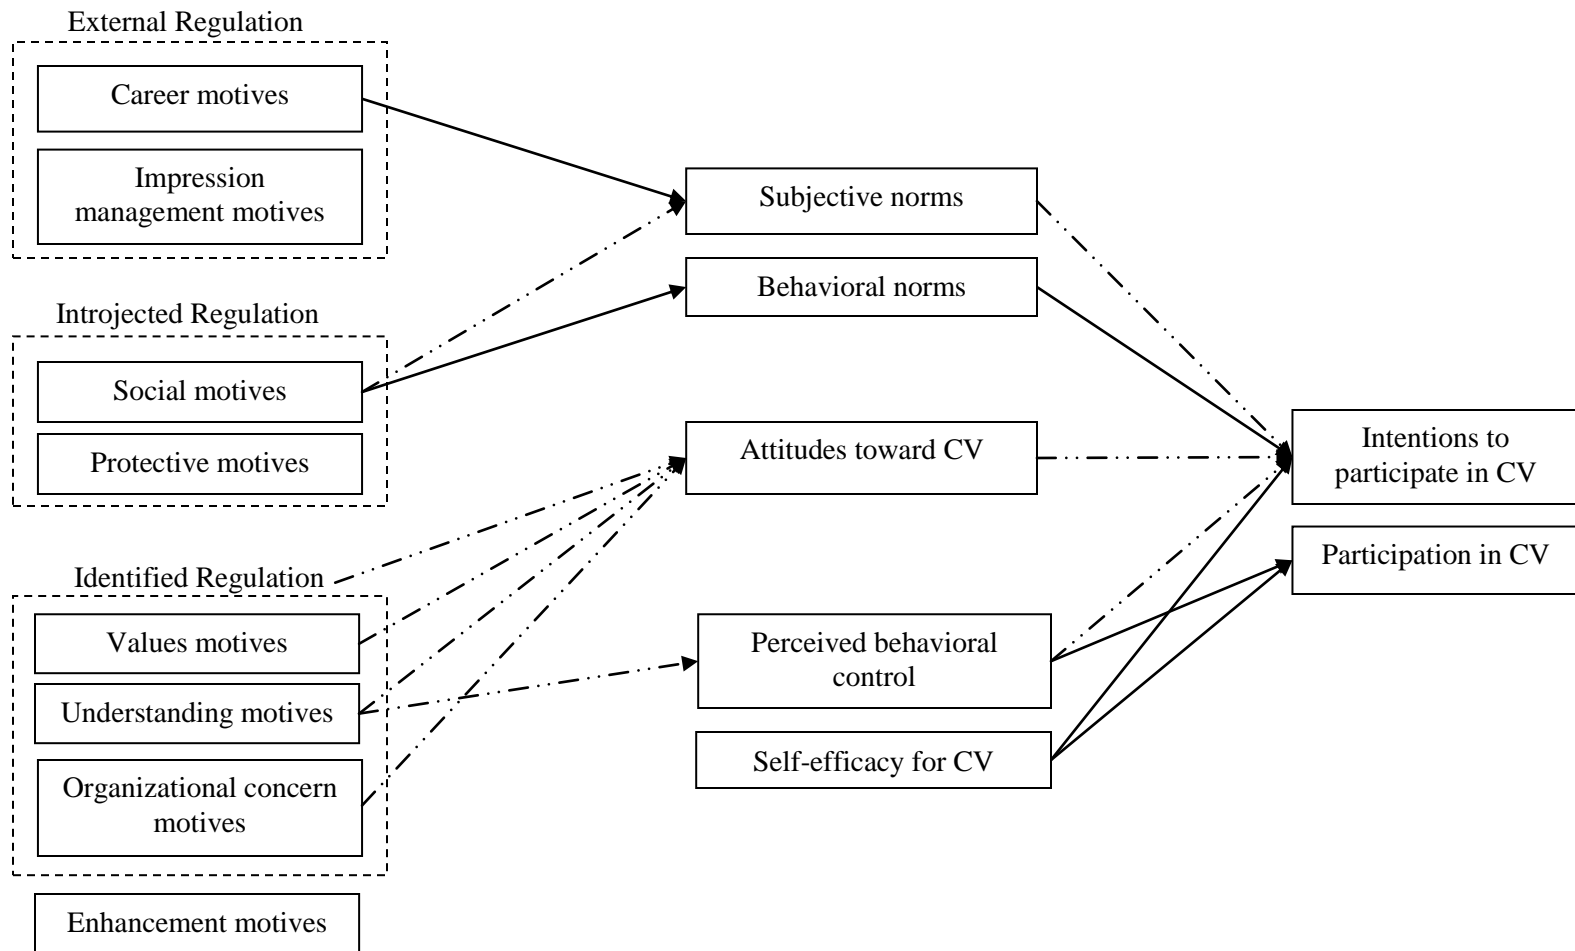 External Regulation
Career motives
Impression
management motives
Introjected Regulation
Social motives
Protective motives
Identified Regulation
Values motives
Understanding motives
Organizational concern
motives
Enhancement motives
Subjective norms
Behavioral norms
Attitudes toward CV
Perceived behavioral
control
Self-efficacy for CV
Intentions to
participate in CV
Participation in CV